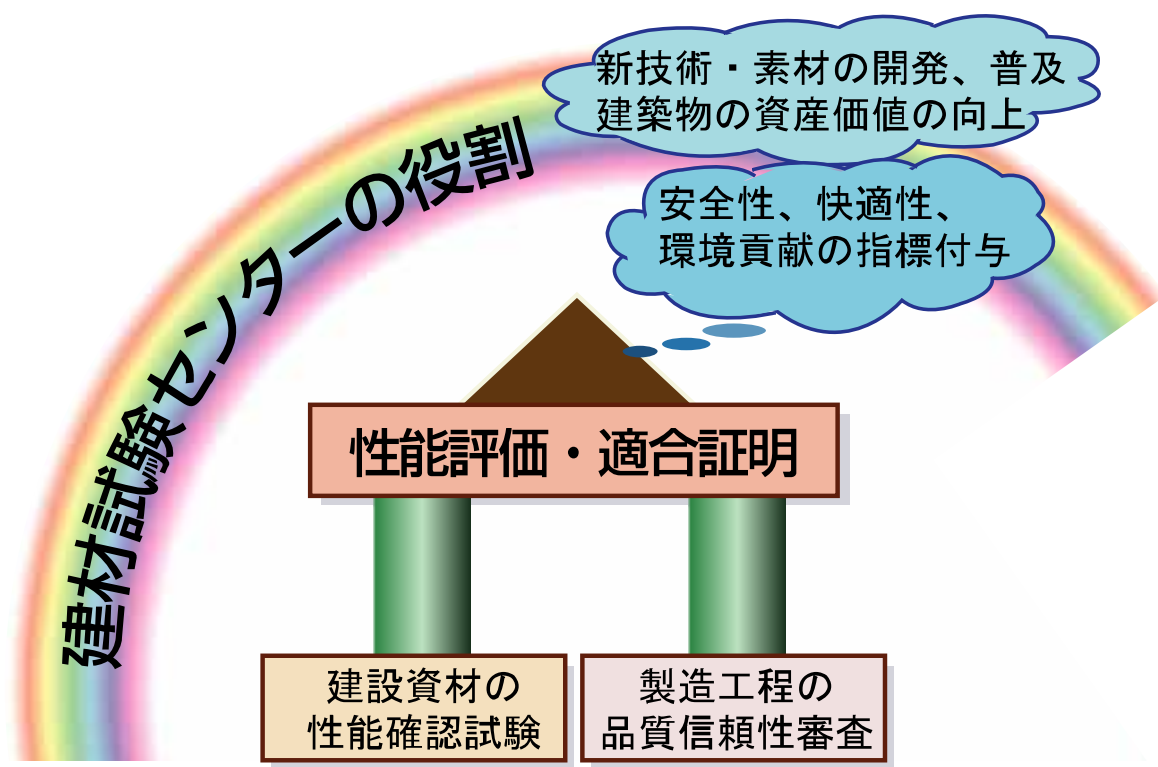 建材試験センターの役割
新技術・素材の開発、普及
建築物の資産価値の向上
安全性、快適性、
環境貢献の指標付与
性能評価・適合証明
建設資材の
性能確認試験
製造工程の
品質信頼性審査